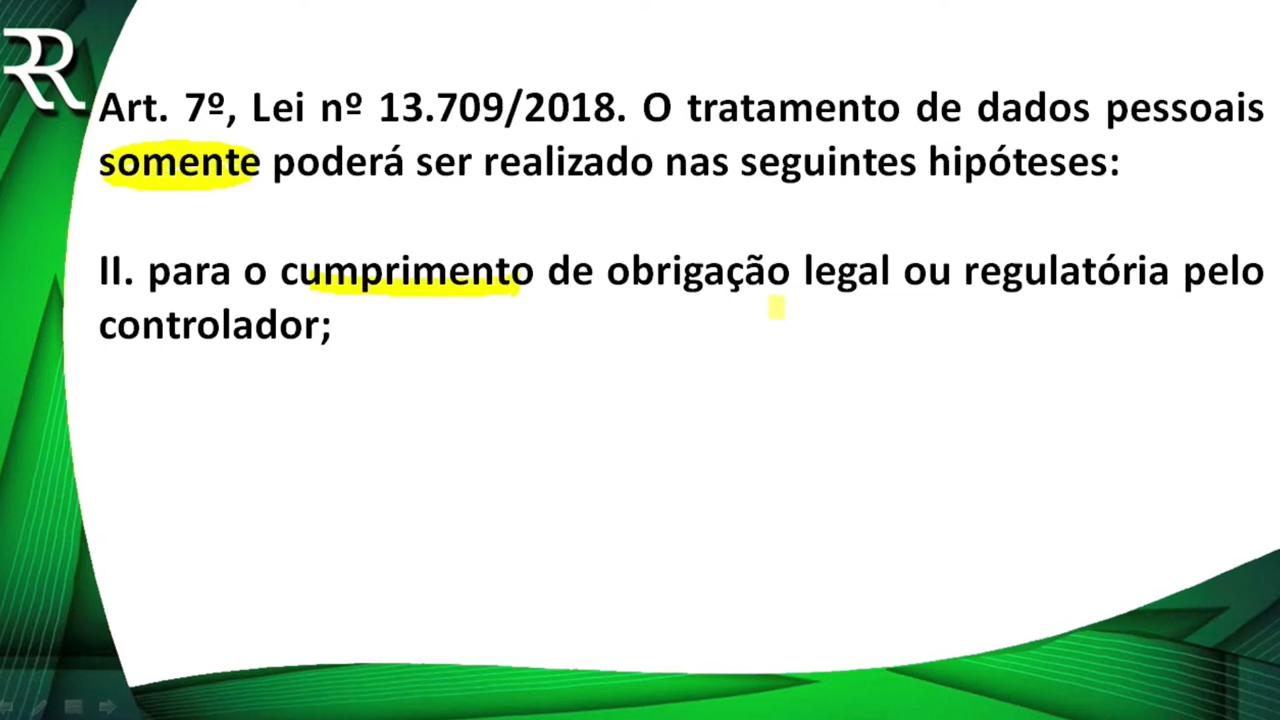 Art. 7º, Lei nº 13.709/2018. O tratamento de dados pessoais
somente poderá ser realizado nas seguintes hipóteses:
II. para o cumprimento de obrigação legal ou regulatória pelo
controlador;